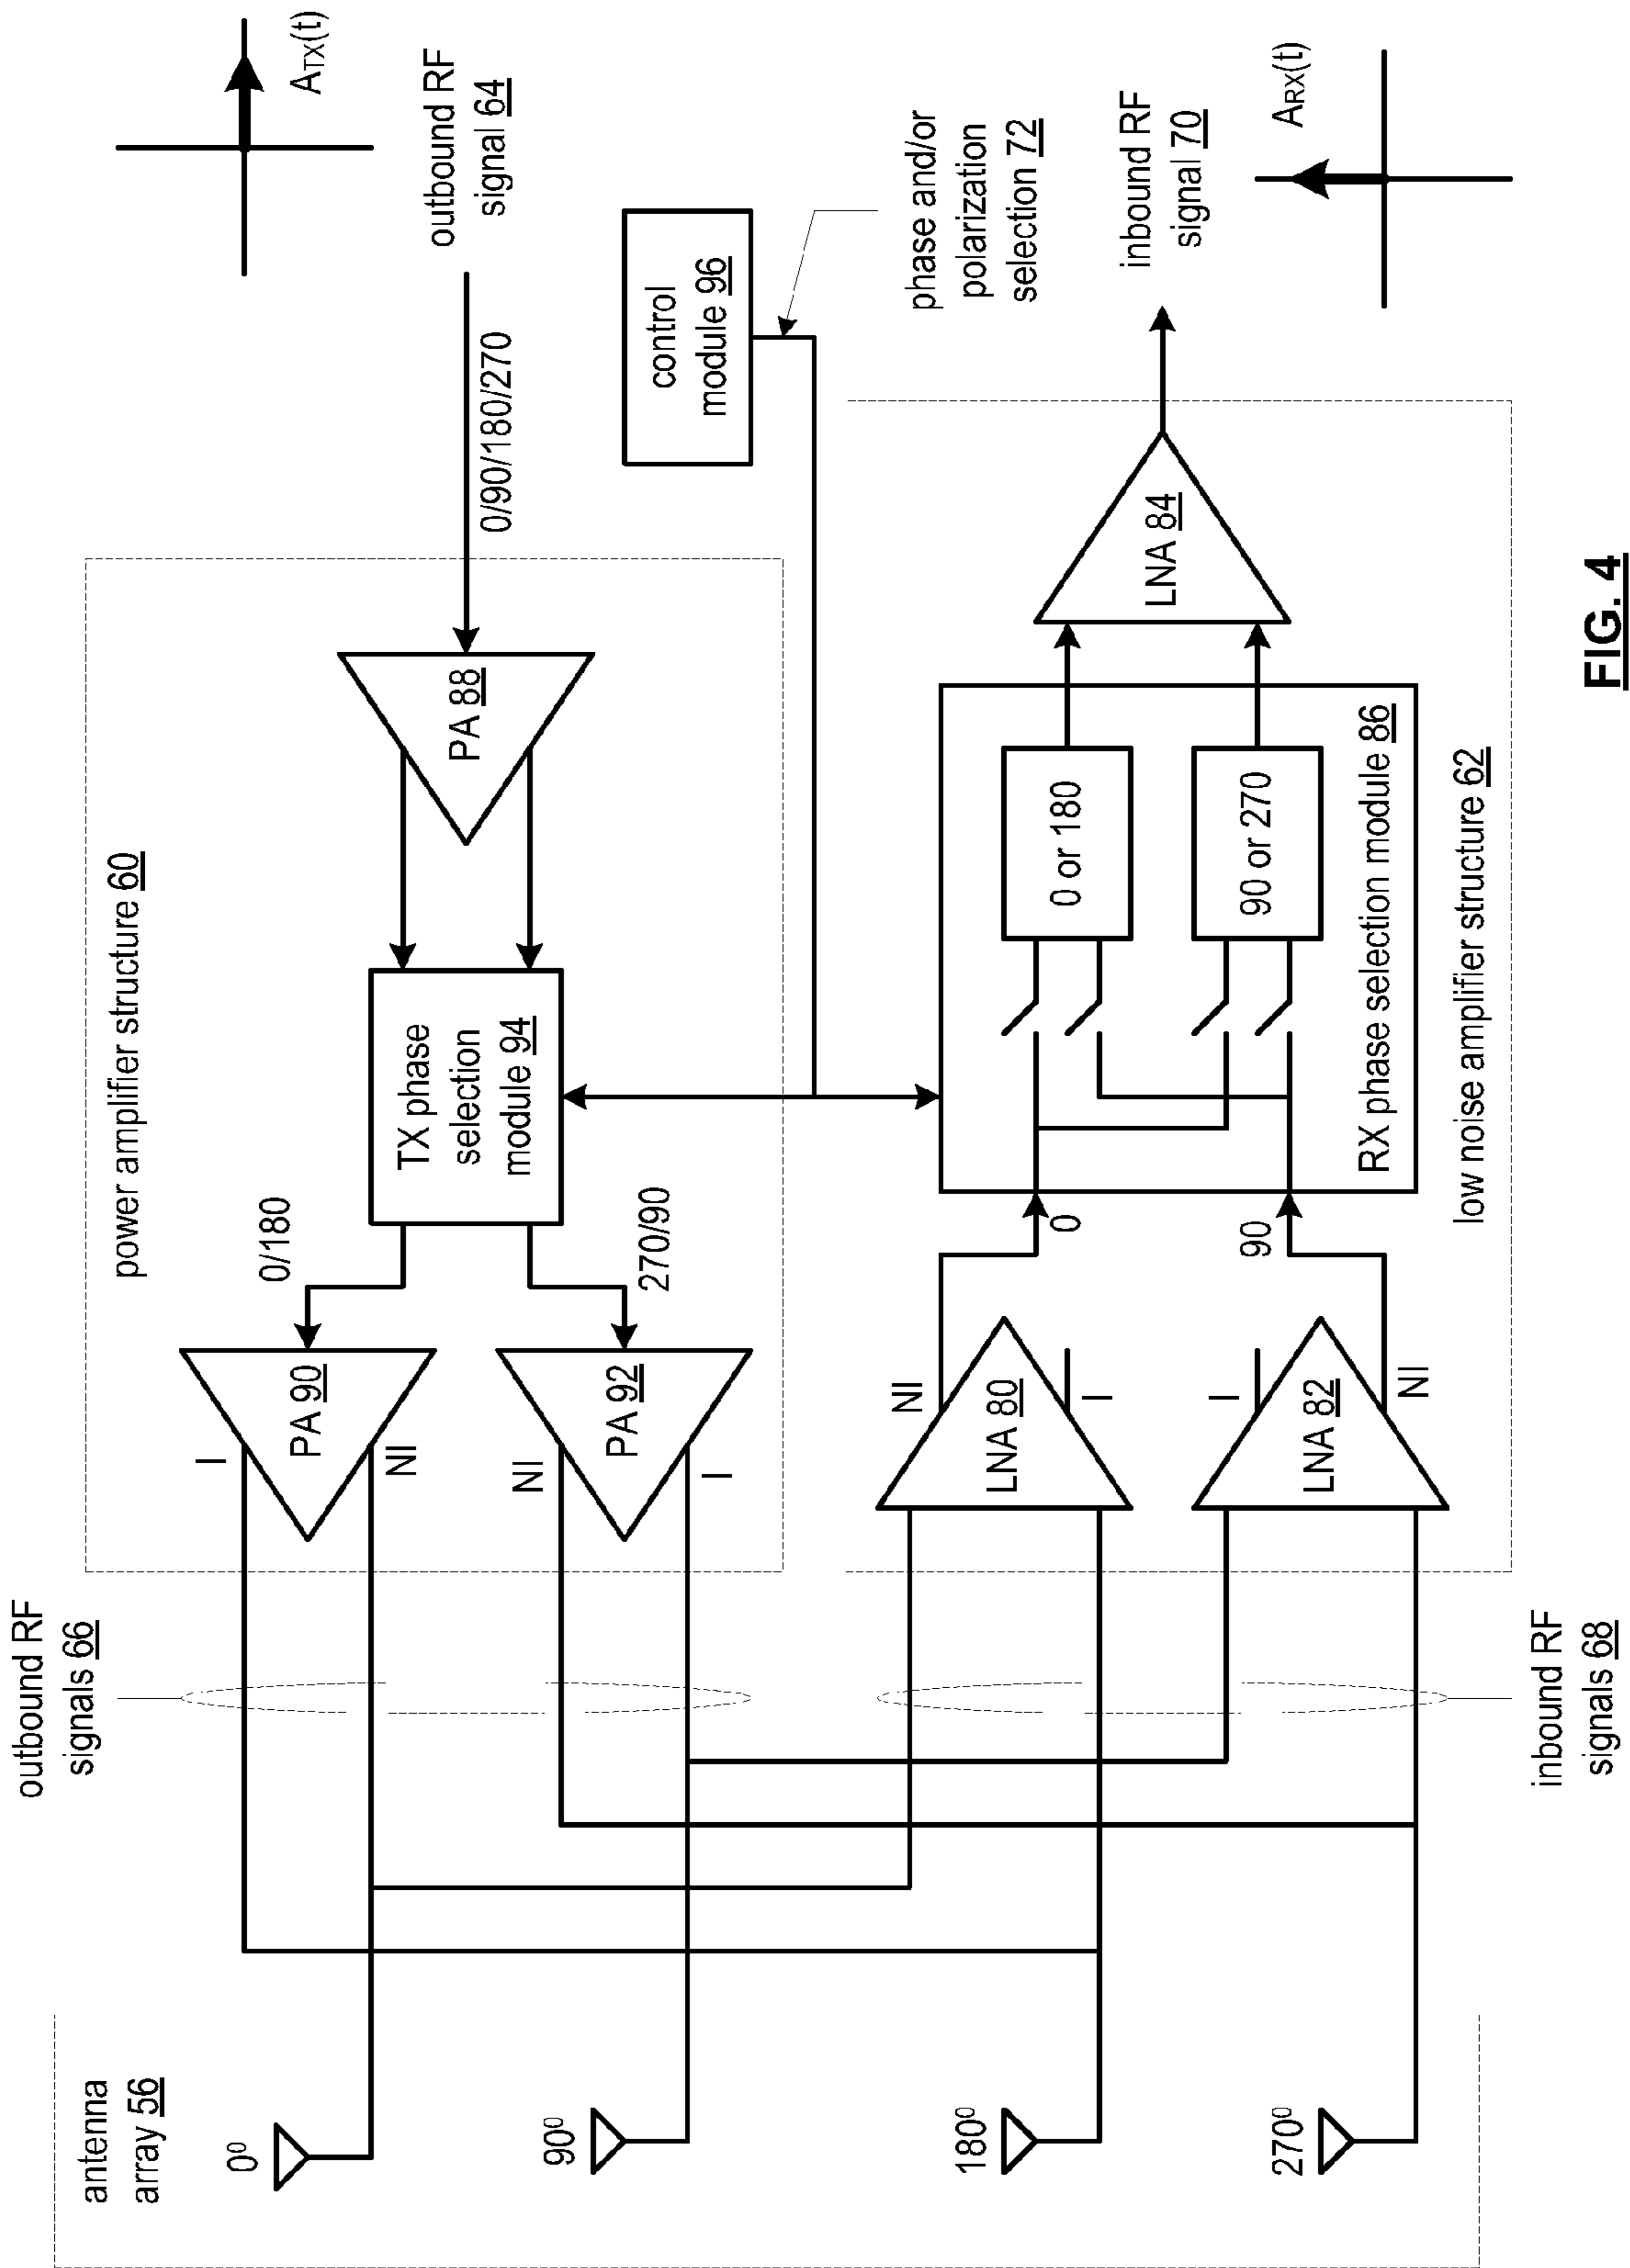 antenna
array 56
0⁰
90⁰
180⁰
270⁰
outbound RF
signals 66
inbound RF
signals 68
power amplifier structure 60
I
PA 90
NI
NI
PA 92
I
0/180
270/90
TX phase
selection
module 94
PA 88
0/90/180/270
outbound RF
signal 64
ATX(t)
control
module 96
phase and/or
polarization
selection 72
NI
LNA 80
I
I
LNA 82
NI
0
90
0 or 180
90 or 270
RX phase selection module 86
low noise amplifier structure 62
LNA 84
inbound RF
signal 70
ARX(t)
FIG. 4